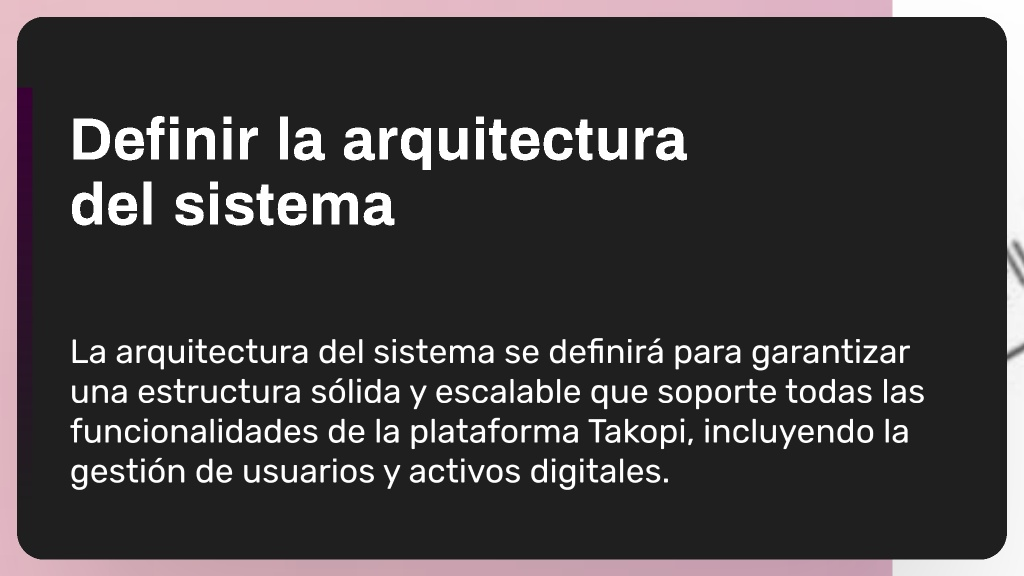 Definir la arquitectura
del sistema
La arquitectura del sistema se definirá para garantizar
una estructura sólida y escalable que soporte todas las
funcionalidades de la plataforma Takopi, incluyendo la
gestión de usuarios y activos digitales.